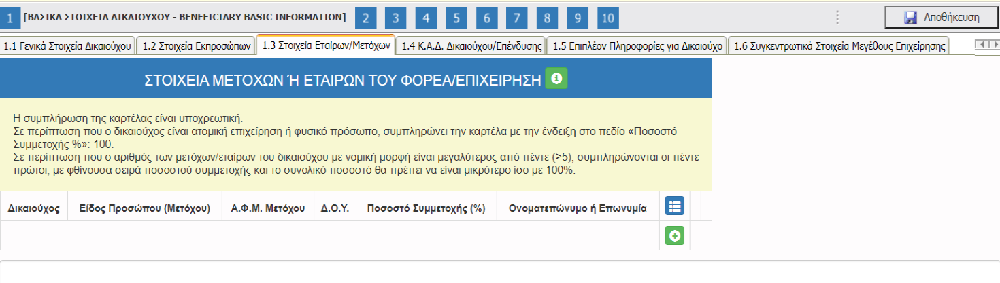 1 [ΒΑΣΙΚΑ ΣΤΟΙΧΕΙΑ ΔΙΚΑΙΟΥΧΟΥ - BENEFICIARY BASIC INFORMATION] 2 3 4 5 6 7 8 9 10 Αποθήκευση
1.1 Γενικά Στοιχεία Δικαιούχου 1.2 Στοιχεία Εκπροσώπων 1.3 Στοιχεία Εταίρων/Μετόχων 1.4 Κ.Α.Δ. Δικαιούχου/Επένδυσης 1.5 Επιπλέον Πληροφορίες για Δικαιούχο 1.6 Συγκεντρωτικά Στοιχεία Μεγέθους Επιχείρησης
ΣΤΟΙΧΕΙΑ ΜΕΤΟΧΩΝ Ή ΕΤΑΙΡΩΝ ΤΟΥ ΦΟΡΕΑ/ΕΠΙΧΕΙΡΗΣΗ
Η συμπλήρωση της καρτέλας είναι υποχρεωτική.
Σε περίπτωση που ο δικαιούχος είναι ατομική επιχείρηση ή φυσικό πρόσωπο, συμπληρώνει την καρτέλα με την ένδειξη στο πεδίο «Ποσοστό
Συμμετοχής %»: 100.
Σε περίπτωση που ο αριθμός των μετόχων/εταίρων του δικαιούχου με νομική μορφή είναι μεγαλύτερος από πέντε (>5), συμπληρώνονται οι πέντε
πρώτοι, με φθίνουσα σειρά ποσοστού συμμετοχής και το συνολικό ποσοστό θα πρέπει να είναι μικρότερο ίσο με 100%.
Δικαιούχος Είδος Προσώπου (Μετόχου) Α.Φ.Μ. Μετόχου Δ.Ο.Υ. Ποσοστό Συμμετοχής (%) Ονοματεπώνυμο ή Επωνυμία